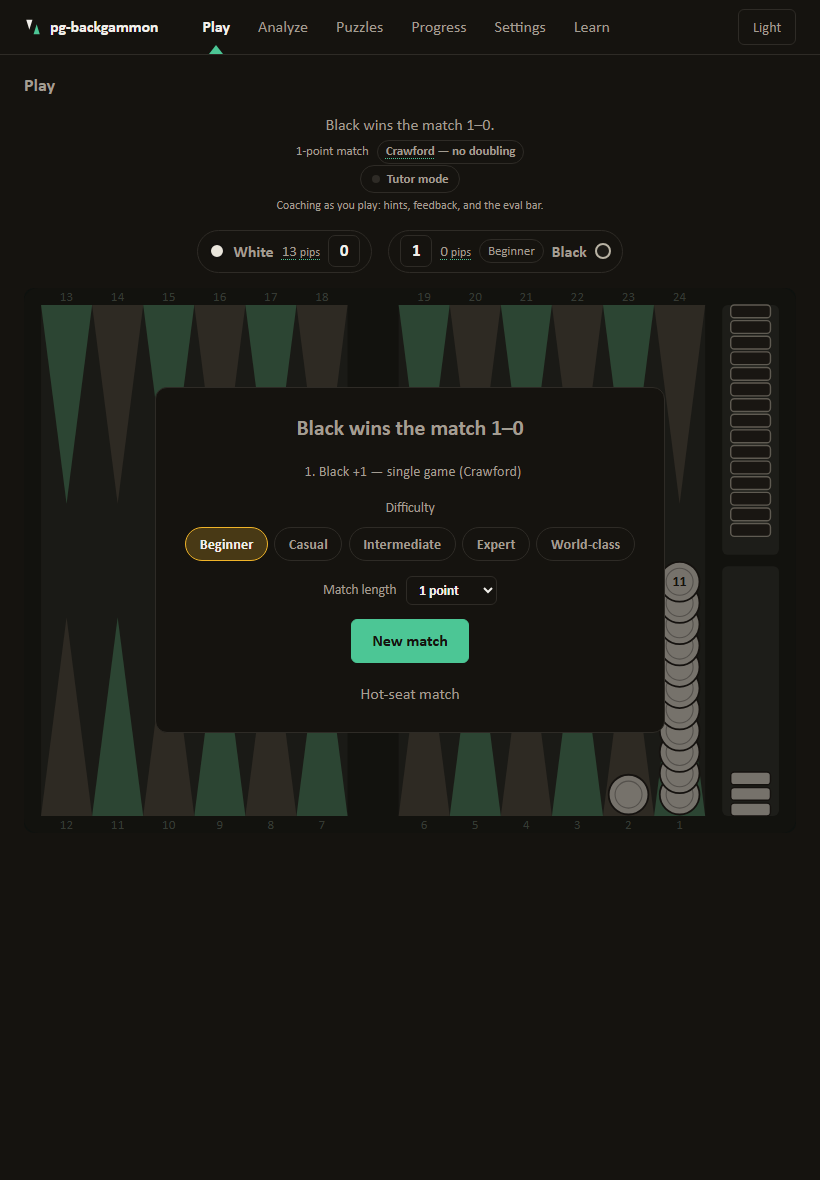 pg-backgammon Play Analyze Puzzles Progress Settings Learn Light
Play
Black wins the match 1–0.
1-point match Crawford — no doubling
Tutor mode
Coaching as you play: hints, feedback, and the eval bar.
White 13 pips 0 1 0 pips Beginner Black
13 14 15 16 17 18 19 20 21 22 23 24
Black wins the match 1–0
1. Black +1 — single game (Crawford)
Difficulty
Beginner Casual Intermediate Expert World-class
11
Match length 1 point
New match
Hot-seat match
12 11 10 9 8 7 6 5 4 3 2 1